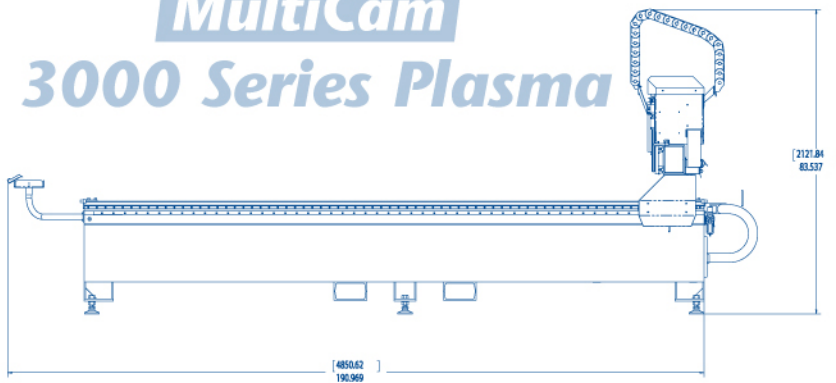 MultiCam
3000 Series Plasma
[2121.84
83.537
[4850.62 ]
190.969